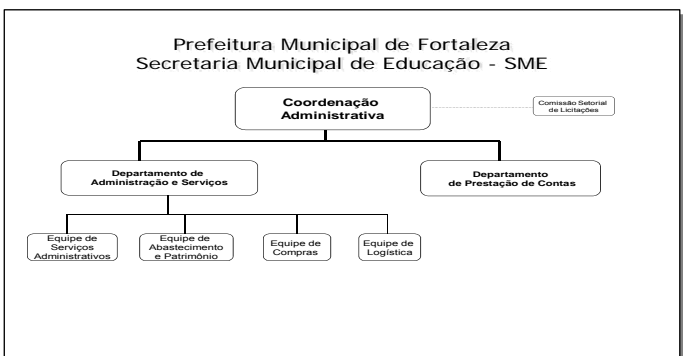 Prefeitura Municipal de Fortaleza
Secretaria Municipal de Educação - SME
Coordenação
Administrativa
Comissão Setorial
de Licitações
Departamento de
Administração e Serviços
Departamento
de Prestação de Contas
Equipe de
Serviços
Administrativos
Equipe de
Abastecimento
e Patrimônio
Equipe de
Compras
Equipe de
Logística